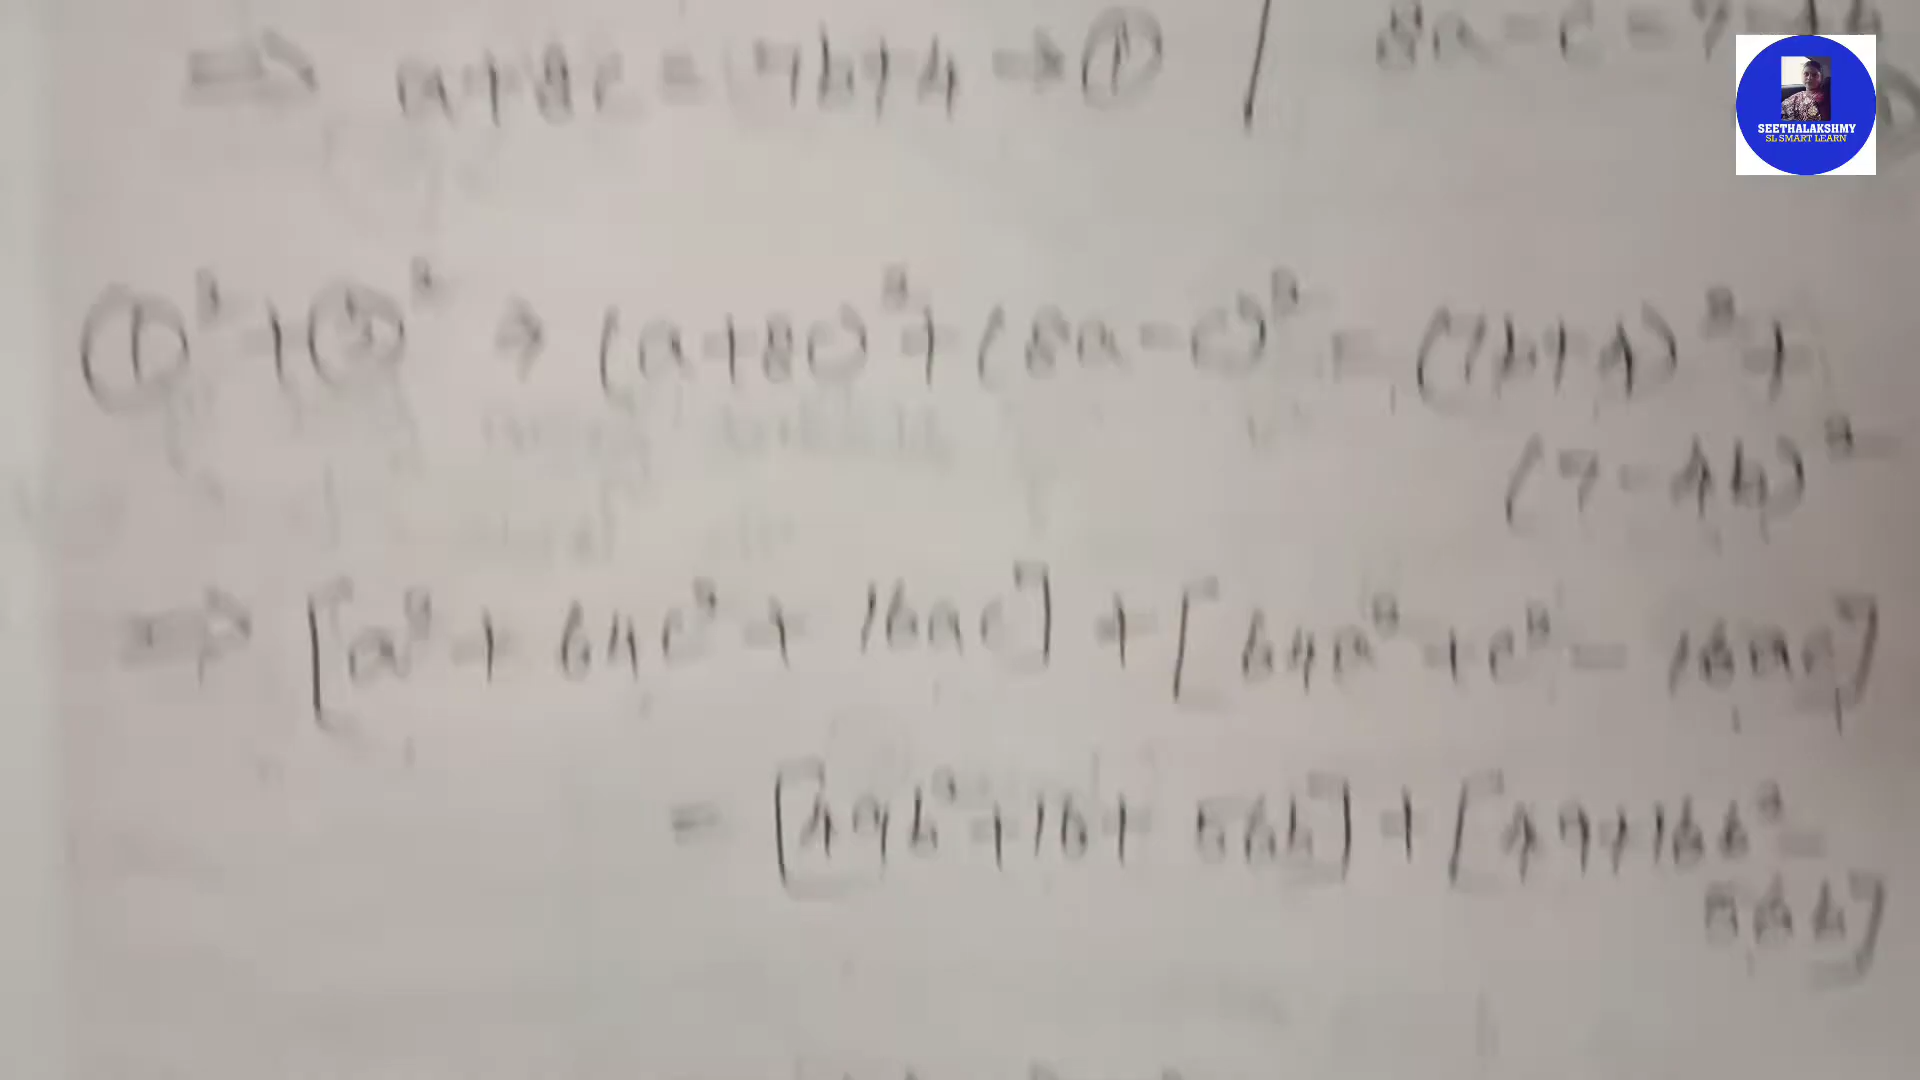 ⇒ a+8c = 7b+4 → ① / 8a-c = 7-4b
①² + ②² → (a+8c)² + (8a-c)² = (7b+4)² +
(7-4b)²
⇒ [a² + 64c² + 16ac] + [64a² + c² - 16ac]
= [49b² + 16 + 56b] + [49+16b² -
56b]
SEETHALAKSHMY
SL SMART LEARN